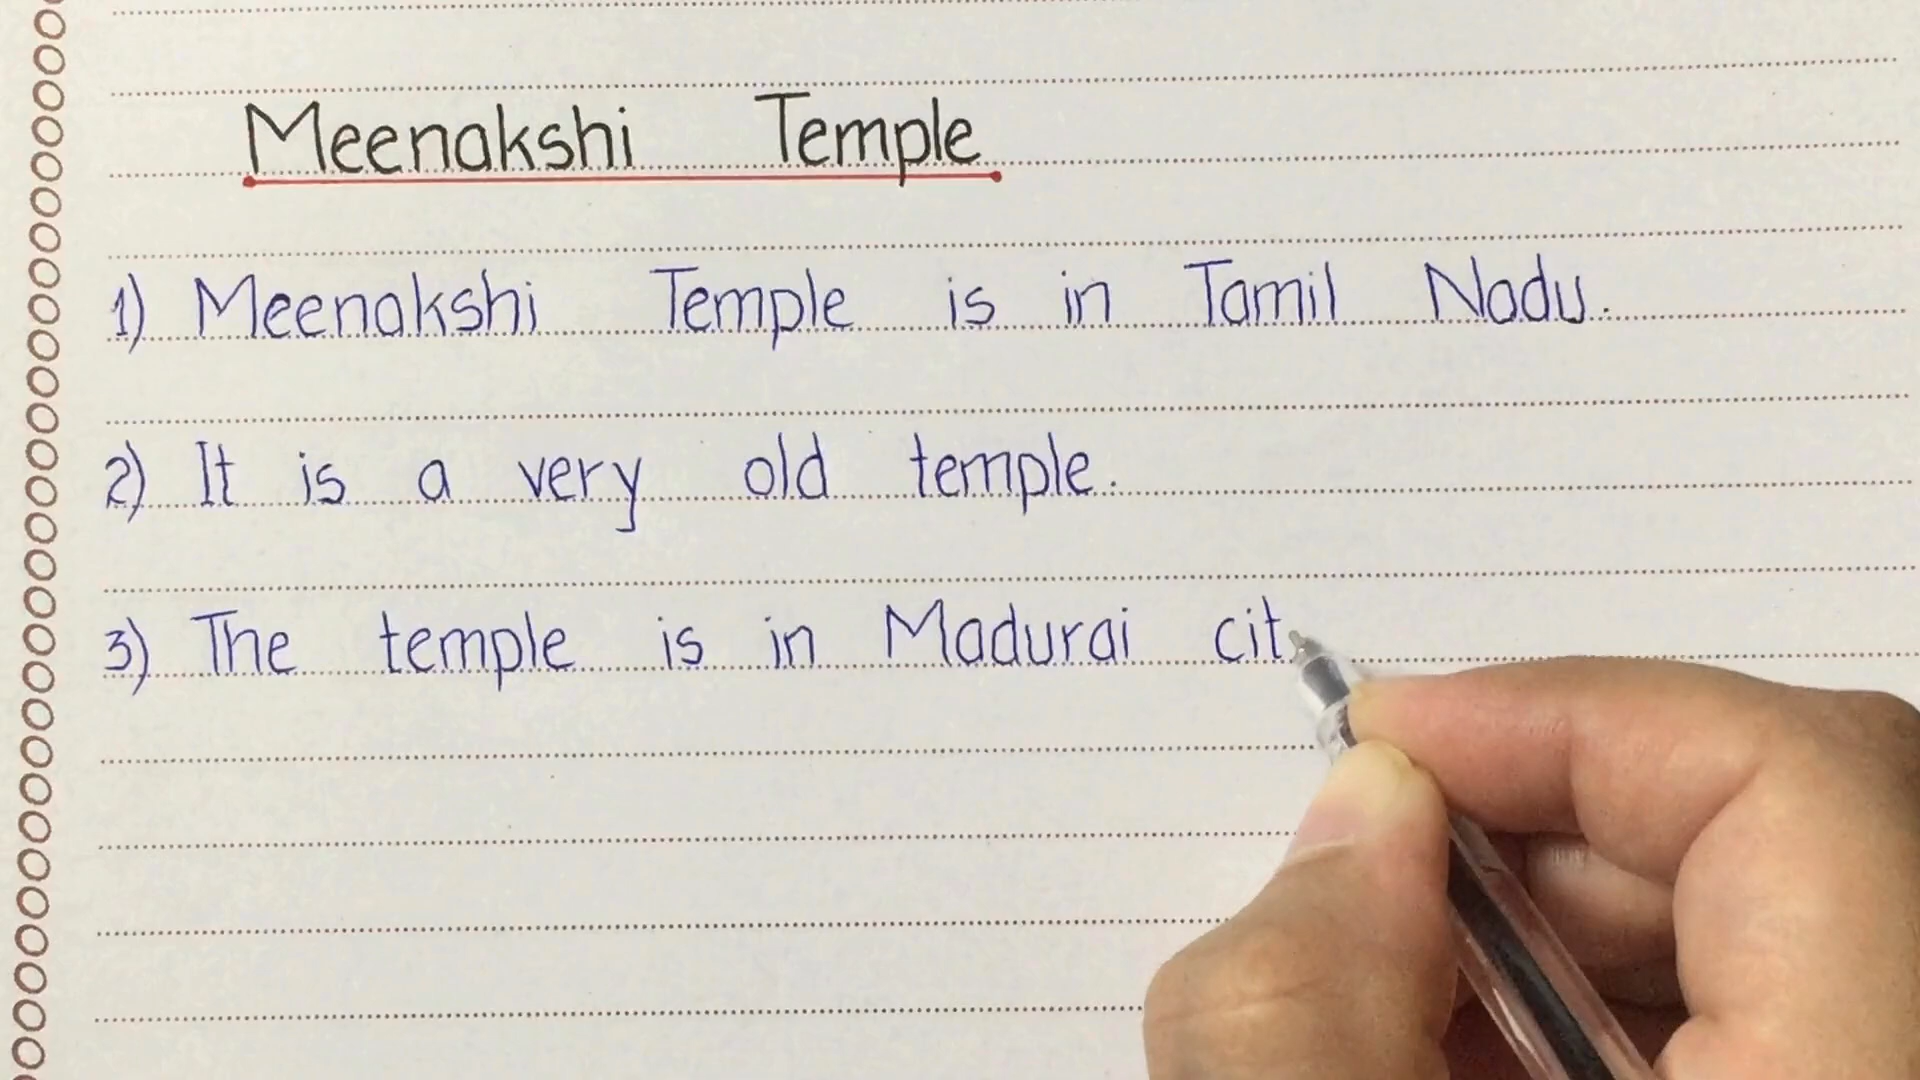 Meenakshi Temple
1) Meenakshi Temple is in Tamil Nadu.
2) It is a very old temple.
3) The temple is in Madurai cit